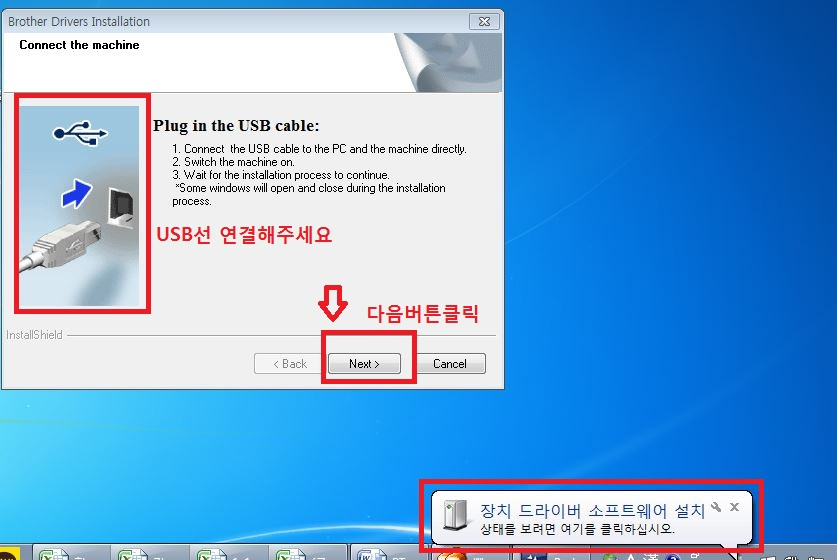 Brother Drivers Installation
Connect the machine
Plug in the USB cable:
1. Connect the USB cable to the PC and the machine directly.
2. Switch the machine on.
3. Wait for the installation process to continue.
*Some windows will open and close during the installation
process.
USB선 연결해주세요
다음버튼클릭
InstallShield
< Back
Next >
Cancel
장치 드라이버 소프트웨어 설치
상태를 보려면 여기를 클릭하십시오.